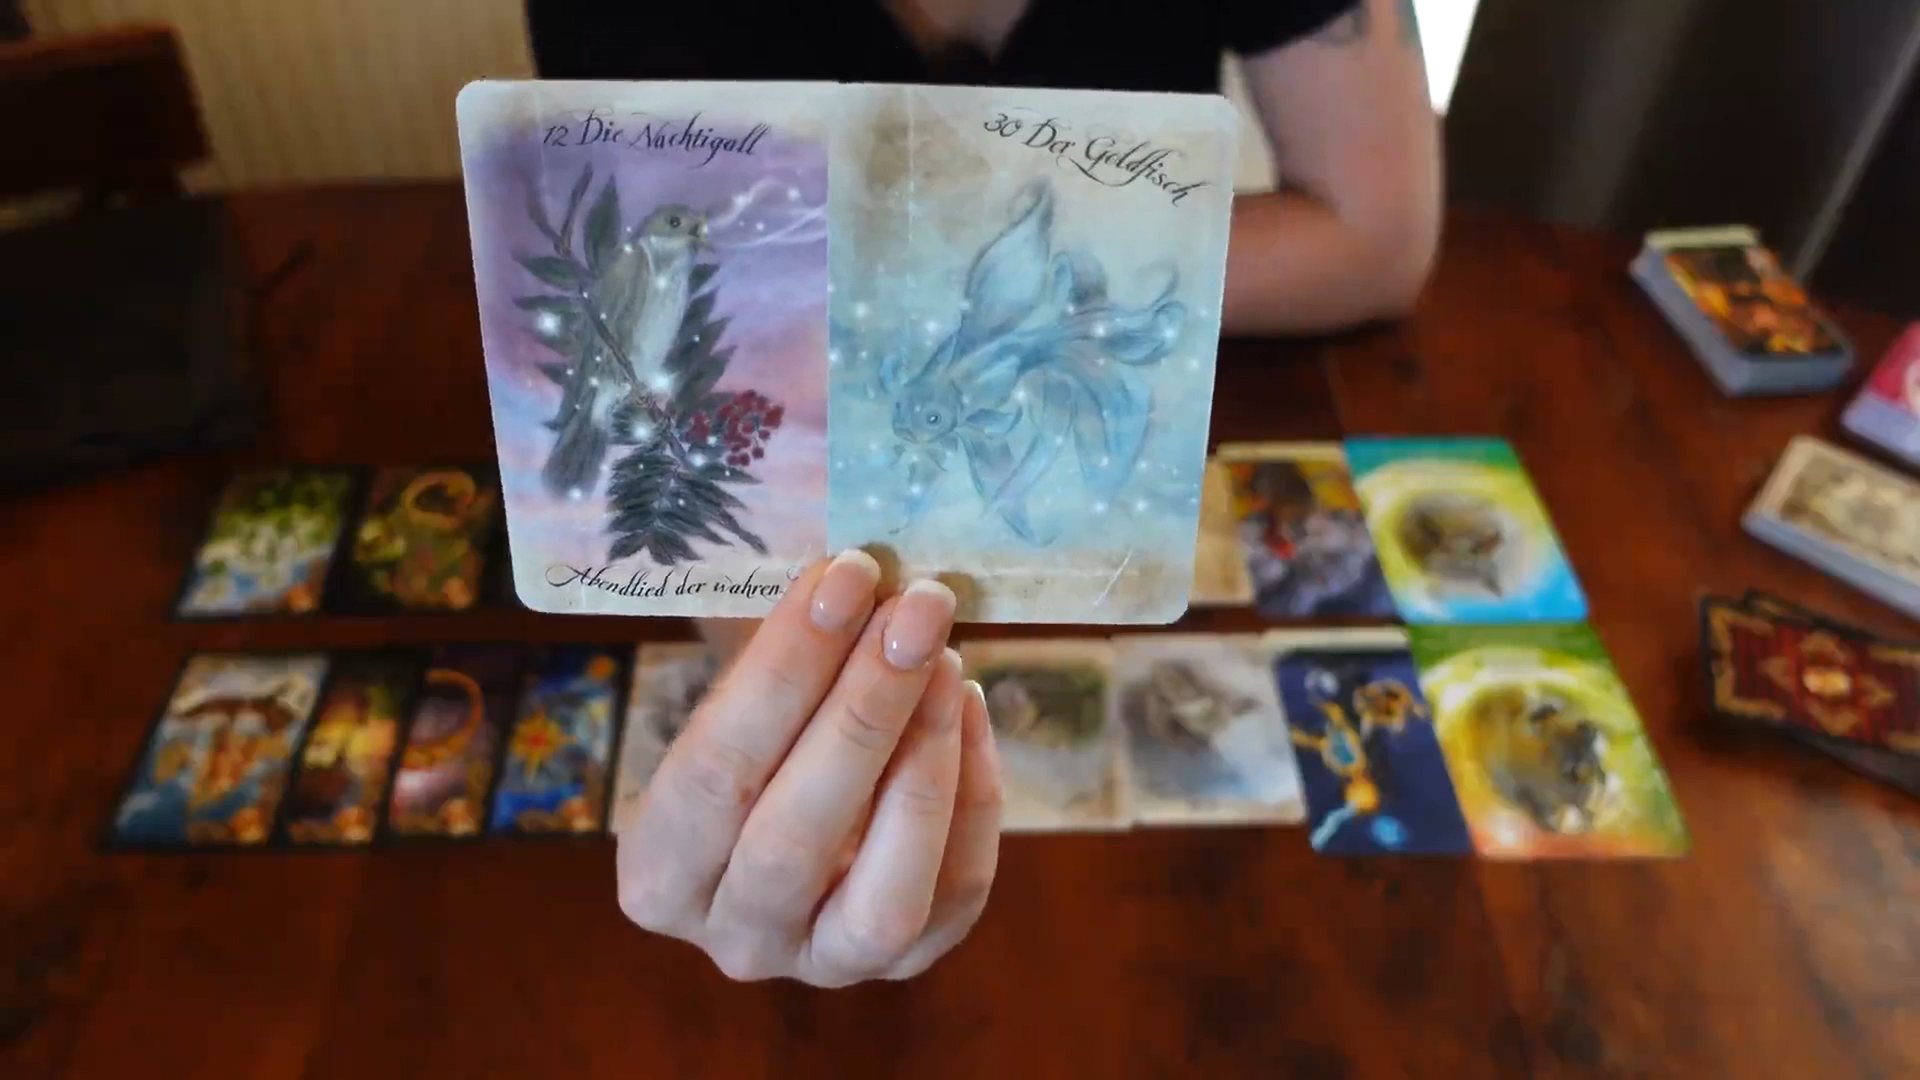 12 Die Nachtigall
30 Der Goldfisch
Abendlied der wahren